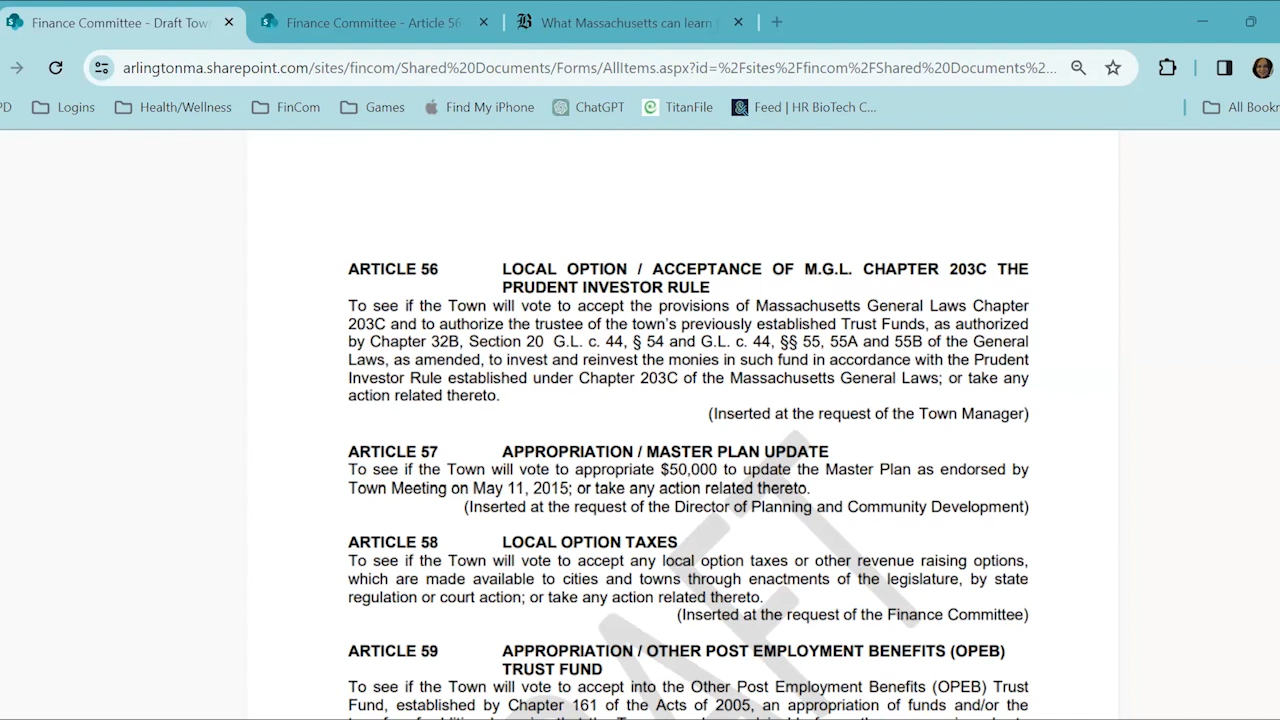 Finance Committee - Draft Tow
Finance Committee - Article 56
What Massachusetts can learn
arlingtonma.sharepoint.com/sites/fincom/Shared%20Documents/Forms/AllItems.aspx?id=%2Fsites%2Ffincom%2FShared%20Documents%2...
PD Logins Health/Wellness FinCom Games Find My iPhone ChatGPT TitanFile Feed | HR BioTech C... All Bookr
ARTICLE 56 LOCAL OPTION / ACCEPTANCE OF M.G.L. CHAPTER 203C THE
PRUDENT INVESTOR RULE
To see if the Town will vote to accept the provisions of Massachusetts General Laws Chapter
203C and to authorize the trustee of the town's previously established Trust Funds, as authorized
by Chapter 32B, Section 20 G.L. c. 44, § 54 and G.L. c. 44, §§ 55, 55A and 55B of the General
Laws, as amended, to invest and reinvest the monies in such fund in accordance with the Prudent
Investor Rule established under Chapter 203C of the Massachusetts General Laws; or take any
action related thereto.
(Inserted at the request of the Town Manager)
ARTICLE 57 APPROPRIATION / MASTER PLAN UPDATE
To see if the Town will vote to appropriate $50,000 to update the Master Plan as endorsed by
Town Meeting on May 11, 2015; or take any action related thereto.
(Inserted at the request of the Director of Planning and Community Development)
ARTICLE 58 LOCAL OPTION TAXES
To see if the Town will vote to accept any local option taxes or other revenue raising options,
which are made available to cities and towns through enactments of the legislature, by state
regulation or court action; or take any action related thereto.
(Inserted at the request of the Finance Committee)
ARTICLE 59 APPROPRIATION / OTHER POST EMPLOYMENT BENEFITS (OPEB)
TRUST FUND
To see if the Town will vote to accept into the Other Post Employment Benefits (OPEB) Trust
Fund, established by Chapter 161 of the Acts of 2005, an appropriation of funds and/or the